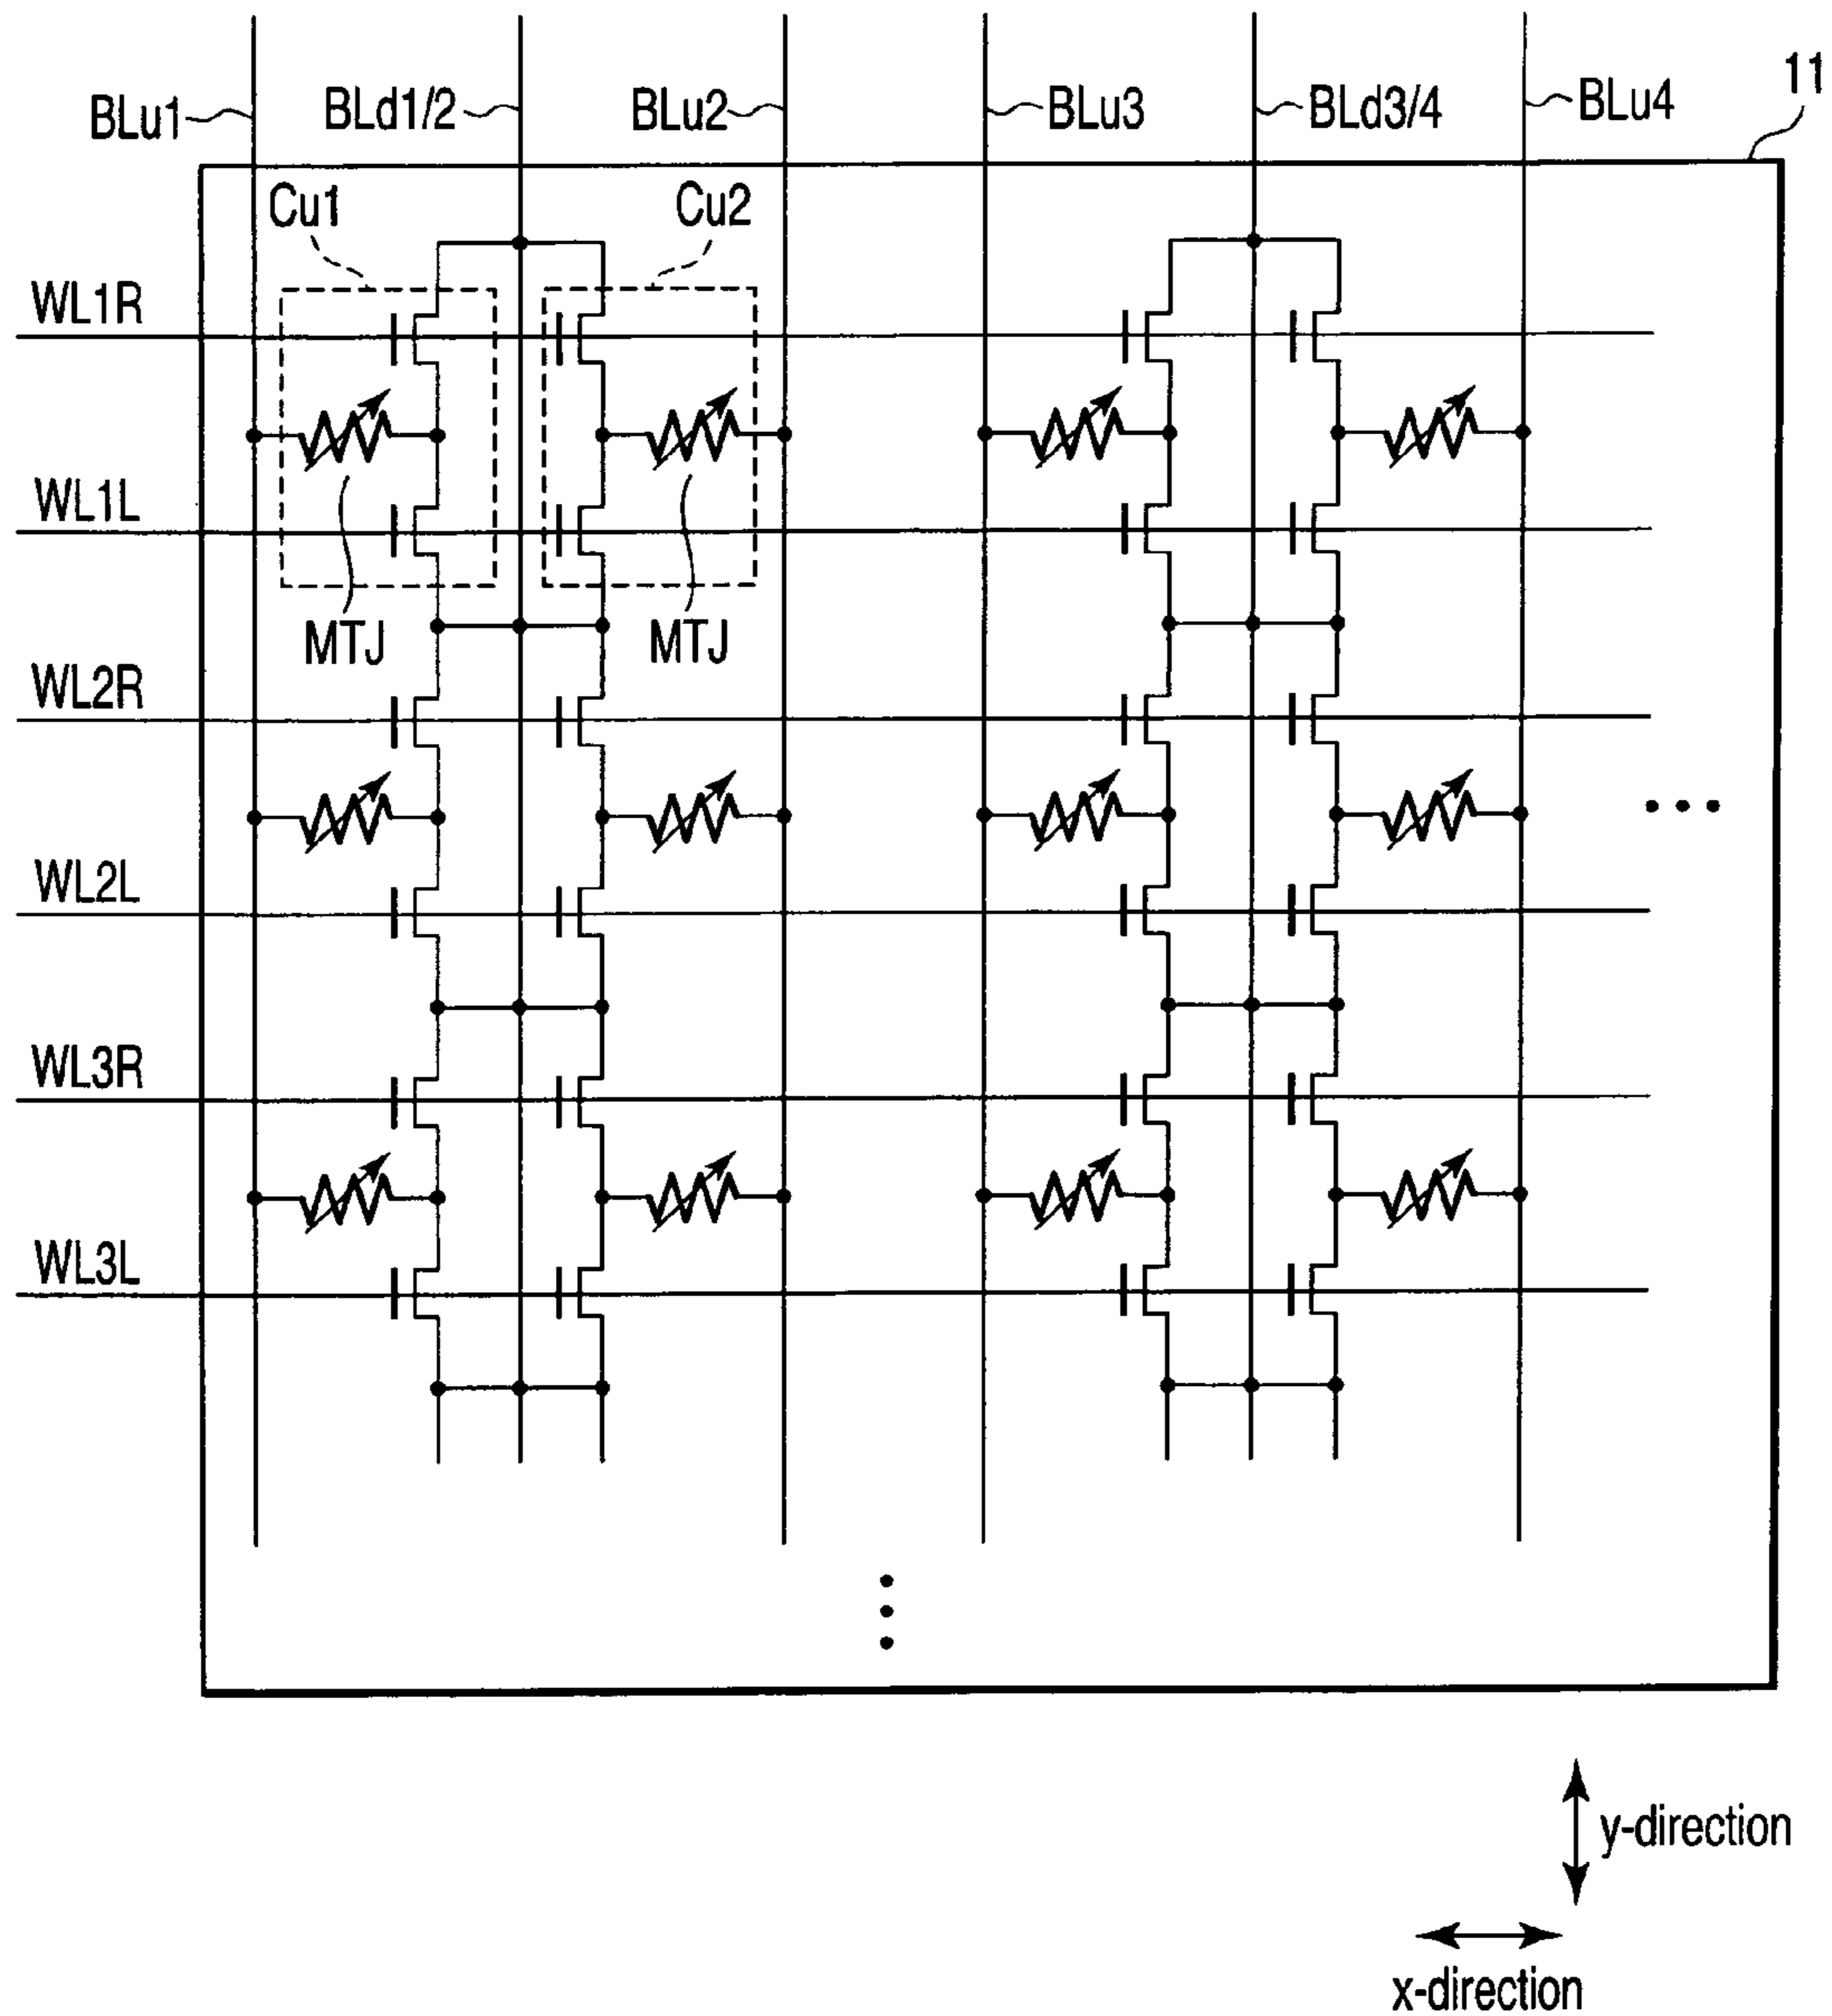 11
BLu1
BLd1/2
BLu2
BLu3
BLd3/4
BLu4
Cu1
Cu2
WL1R
WL1L
MTJ
MTJ
WL2R
WL2L
WL3R
WL3L
y-direction
x-direction